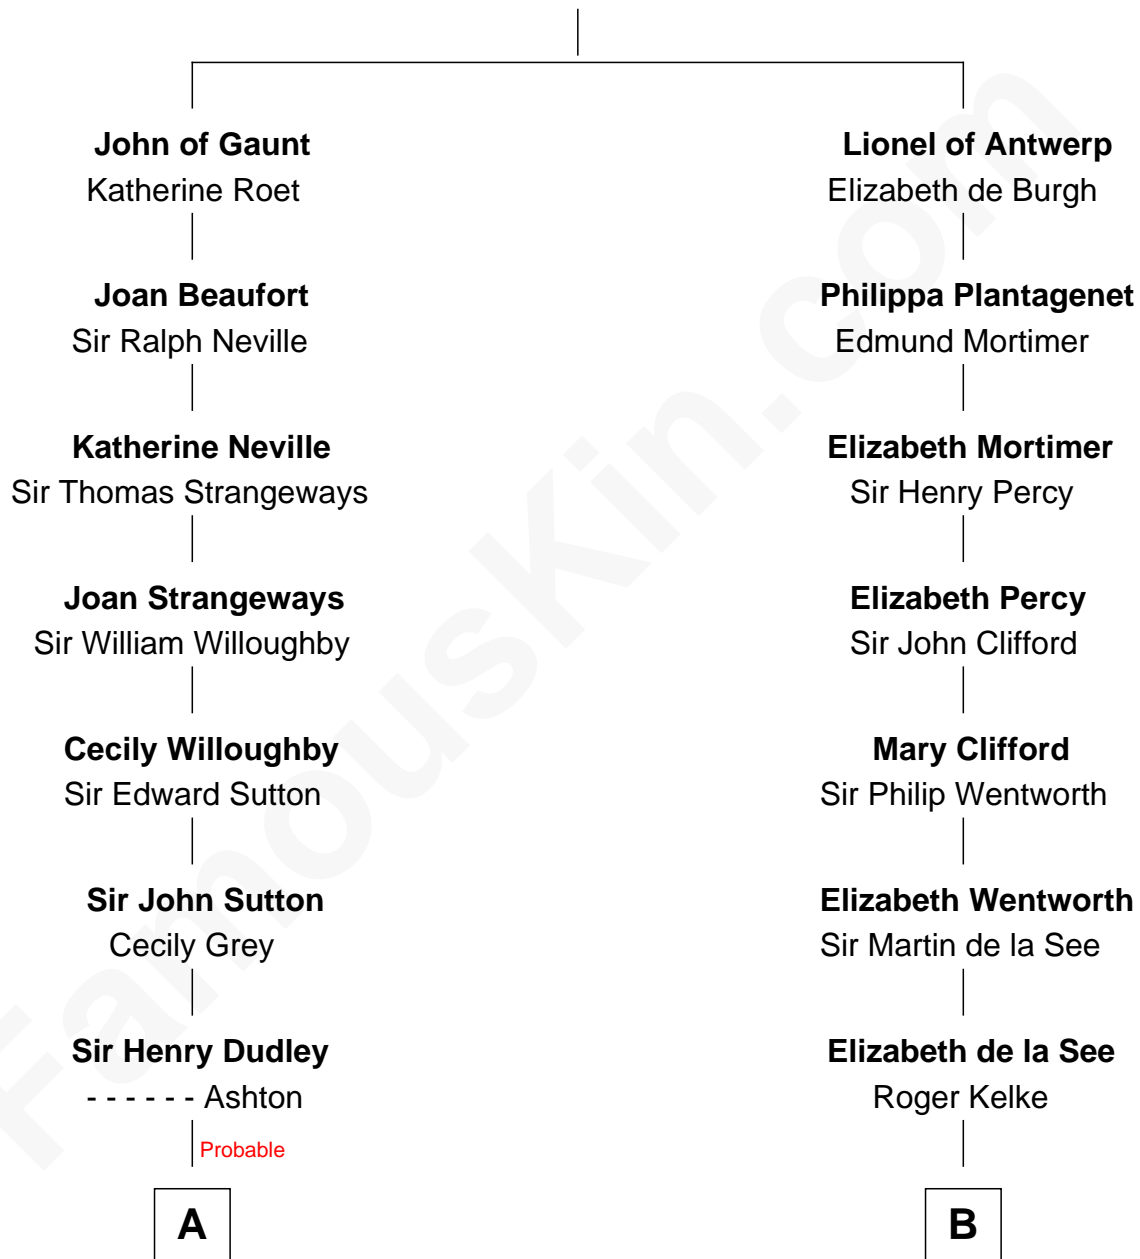 John of Gaunt
Katherine Roet
Joan Beaufort
Sir Ralph Neville
Katherine Neville
Sir Thomas Strangeways
Joan Strangeways
Sir William Willoughby
Cecily Willoughby
Sir Edward Sutton
Sir John Sutton
Cecily Grey
Sir Henry Dudley
- - - - - - Ashton
Probable
A
Lionel of Antwerp
Elizabeth de Burgh
Philippa Plantagenet
Edmund Mortimer
Elizabeth Mortimer
Sir Henry Percy
Elizabeth Percy
Sir John Clifford
Mary Clifford
Sir Philip Wentworth
Elizabeth Wentworth
Sir Martin de la See
Elizabeth de la See
Roger Kelke
B
FamousKin.com